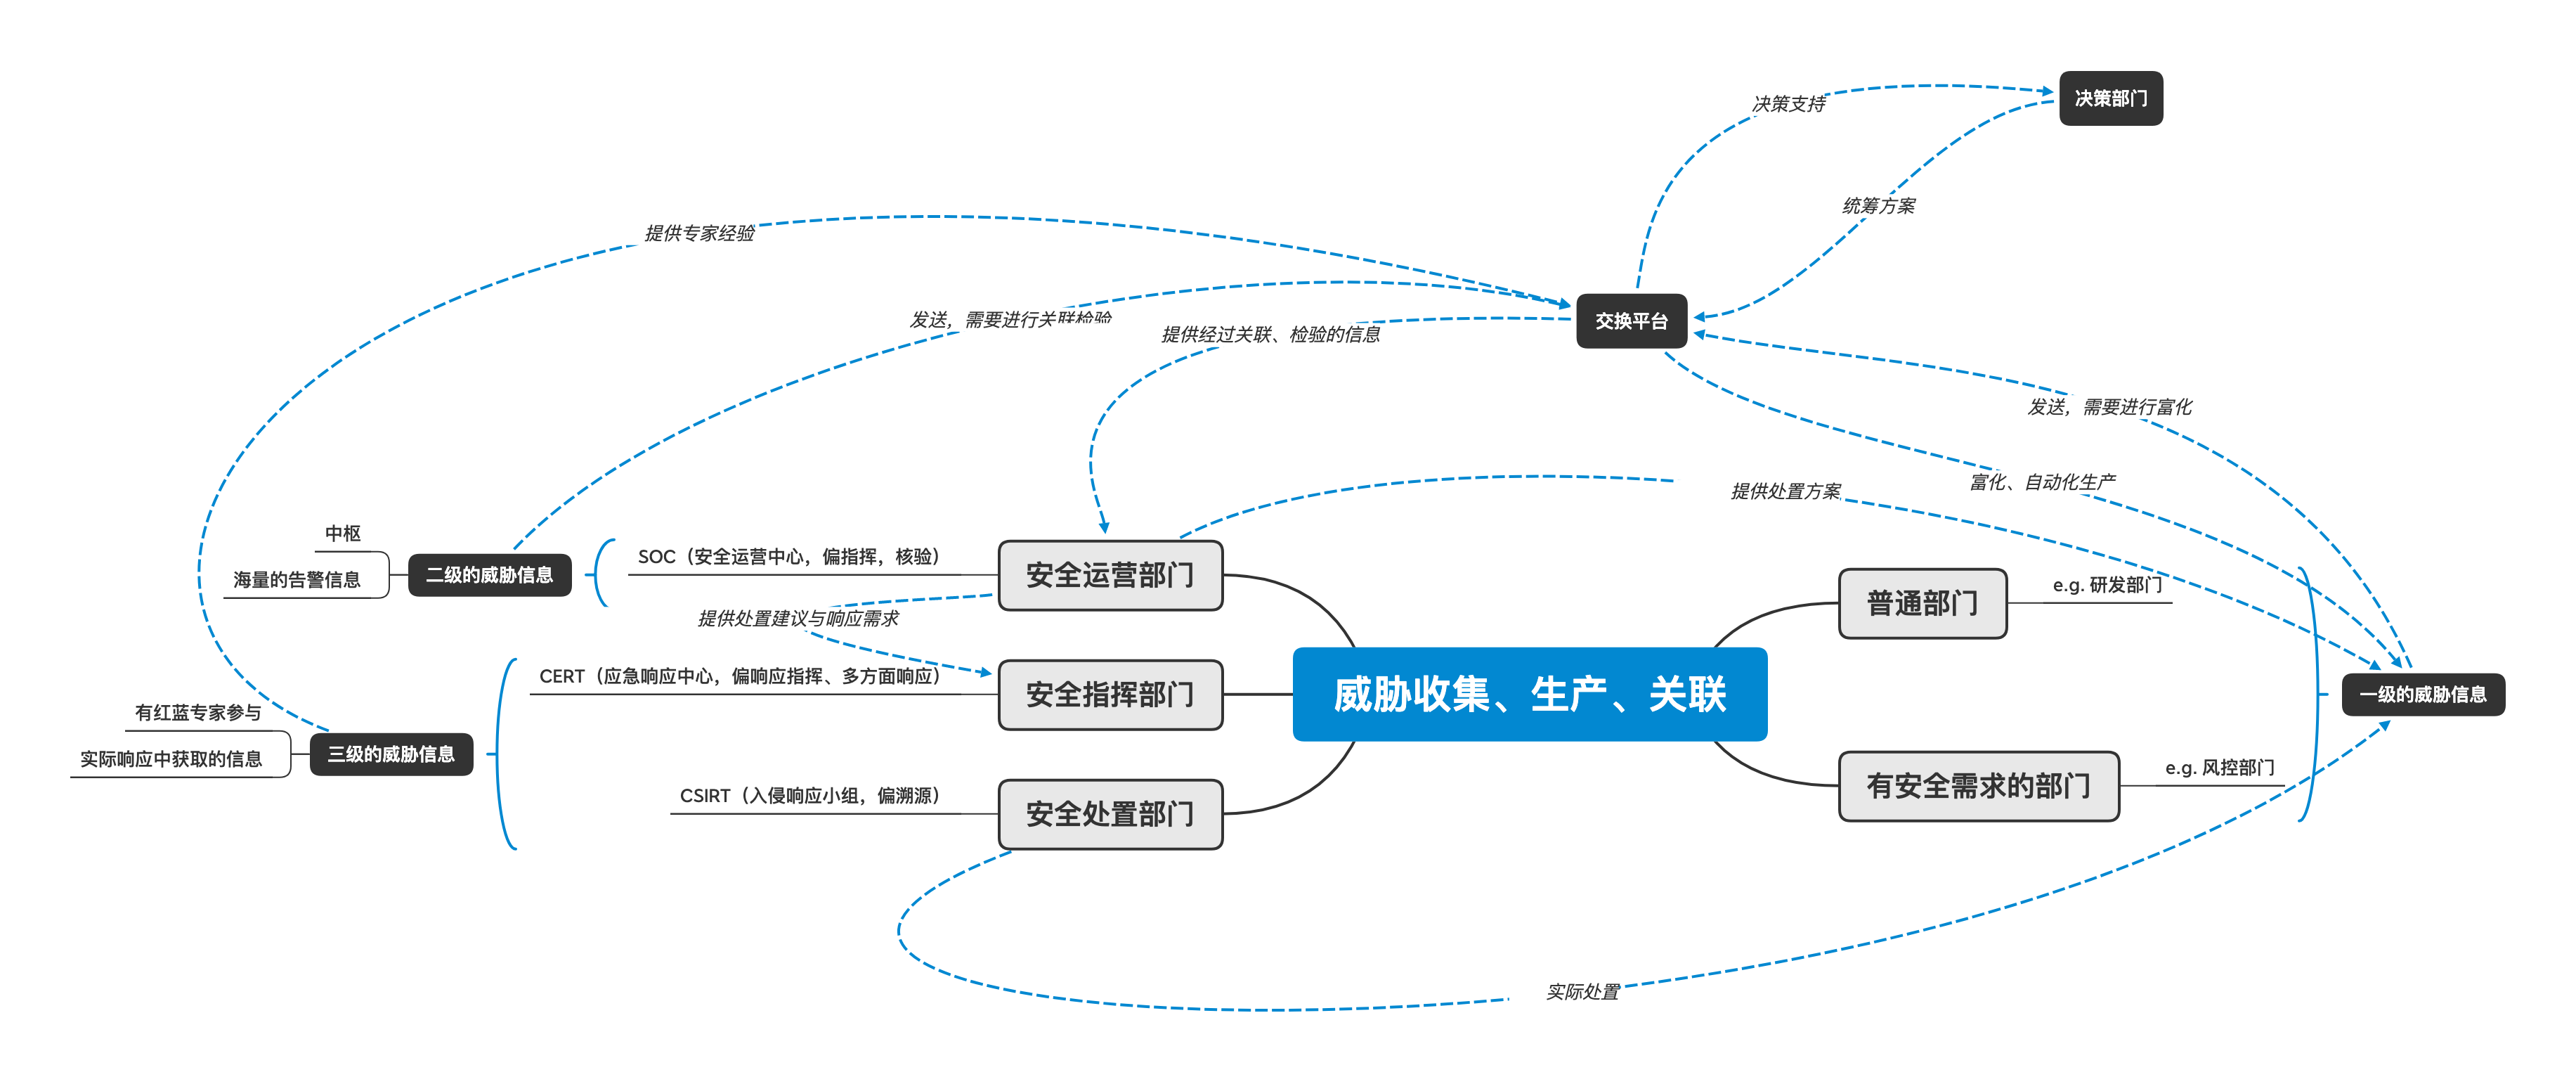 决策部门
决策支持
统筹方案
提供专家经验
发送，需要进行关联检验
提供经过关联、检验的信息
交换平台
发送，需要进行富化
富化、自动化生产
提供处置方案
中枢
海量的告警信息
二级的威胁信息
SOC（安全运营中心，偏指挥，核验）
安全运营部门
提供处置建议与响应需求
CERT（应急响应中心，偏响应指挥、多方面响应）
安全指挥部门
有红蓝专家参与
实际响应中获取的信息
三级的威胁信息
CSIRT（入侵响应小组，偏溯源）
安全处置部门
威胁收集、生产、关联
普通部门
e.g. 研发部门
有安全需求的部门
e.g. 风控部门
一级的威胁信息
实际处置